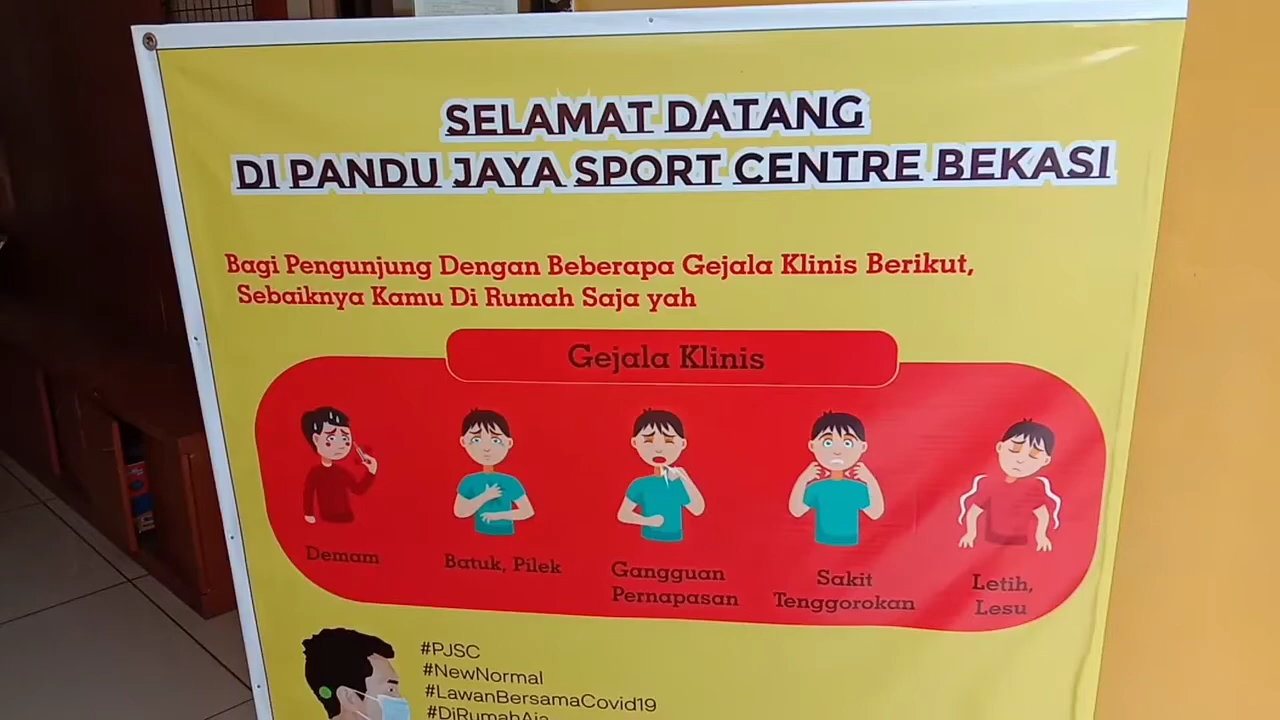 SELAMAT DATANG
DI PANDU JAYA SPORT CENTRE BEKASI
Bagi Pengunjung Dengan Beberapa Gejala Klinis Berikut,
Sebaiknya Kamu Di Rumah Saja yah
Gejala Klinis
Demam
Batuk, Pilek
Gangguan
Pernapasan
Sakit
Tenggorokan
Letih,
Lesu
#PJSC
#NewNormal
#LawanBersamaCovid19
#DiRumahAja